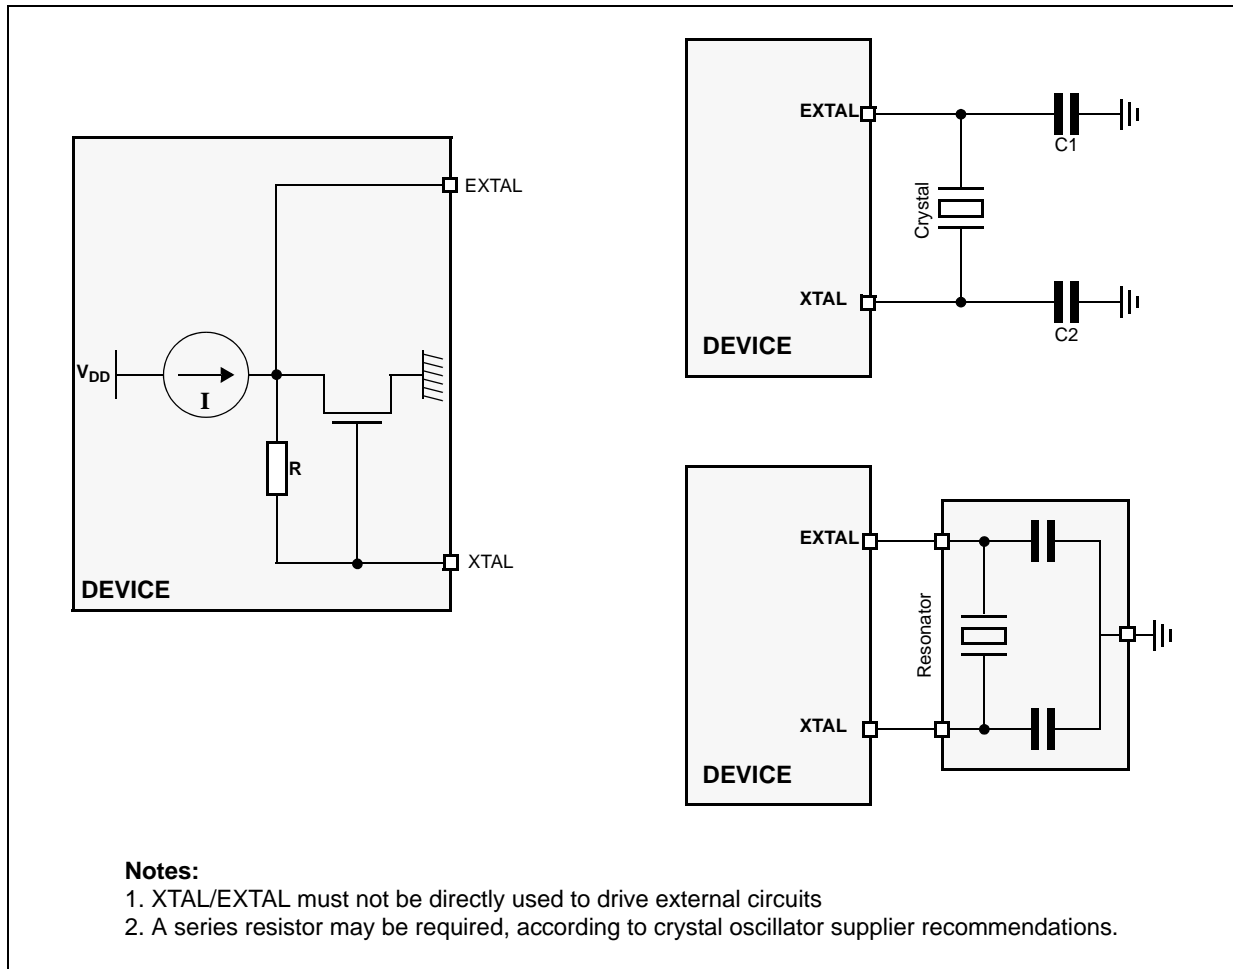 EXTAL
V_DD
I
R
XTAL
DEVICE
EXTAL
C1
Crystal
XTAL
C2
DEVICE
EXTAL
Resonator
XTAL
DEVICE
Notes:
1. XTAL/EXTAL must not be directly used to drive external circuits
2. A series resistor may be required, according to crystal oscillator supplier recommendations.